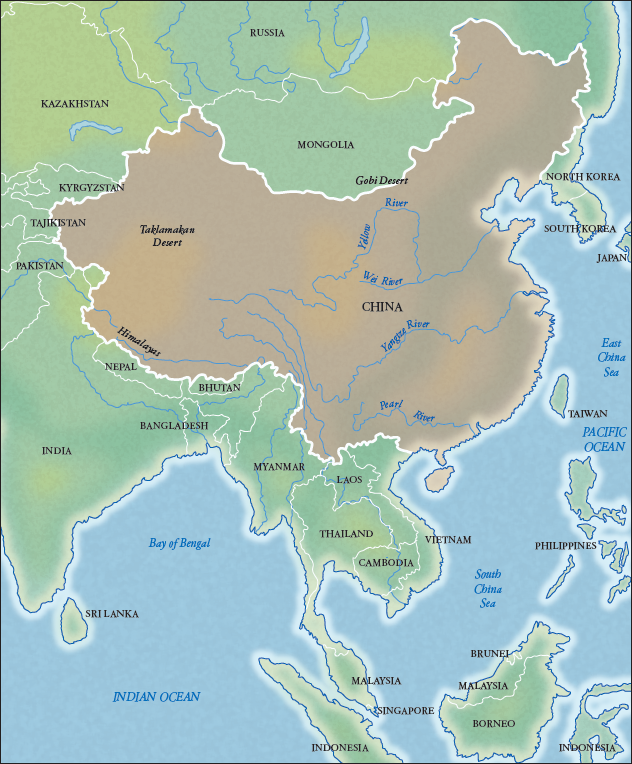 RUSSIA
KAZAKHSTAN
MONGOLIA
Gobi Desert
NORTH KOREA
KYRGYZSTAN
River
Yellow
TAJIKISTAN
Taklamakan
Desert
SOUTH KOREA
JAPAN
PAKISTAN
Wei River
CHINA
Himalayas
Yangze River
East
China
Sea
NEPAL
BHUTAN
Pearl River
TAIWAN
BANGLADESH
PACIFIC
OCEAN
INDIA
MYANMAR
LAOS
THAILAND
VIETNAM
Bay of Bengal
PHILIPPINES
CAMBODIA
South
China
Sea
SRI LANKA
BRUNEI
MALAYSIA
MALAYSIA
INDIAN OCEAN
SINGAPORE
BORNEO
INDONESIA
INDONESIA